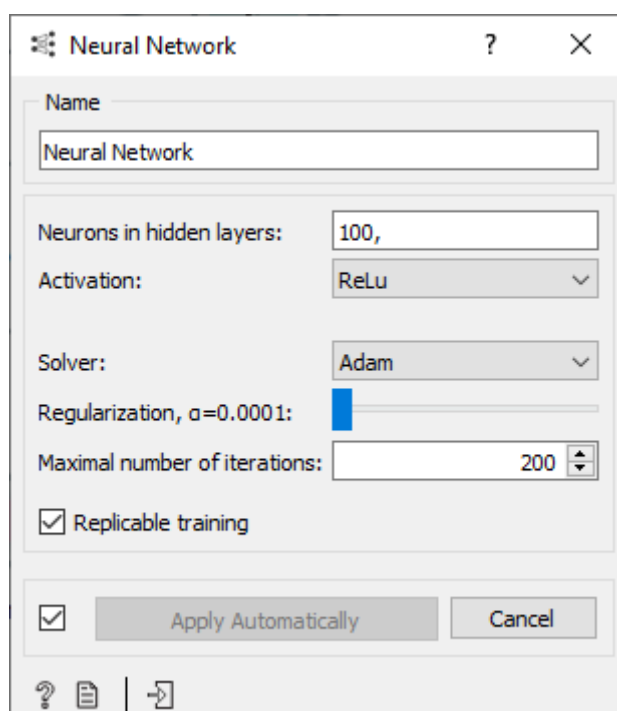 Neural Network
?
Name
Neural Network
Neurons in hidden layers: 100,
Activation: ReLu
Solver: Adam
Regularization, α=0.0001:
Maximal number of iterations: 200
Replicable training
Apply Automatically Cancel
?